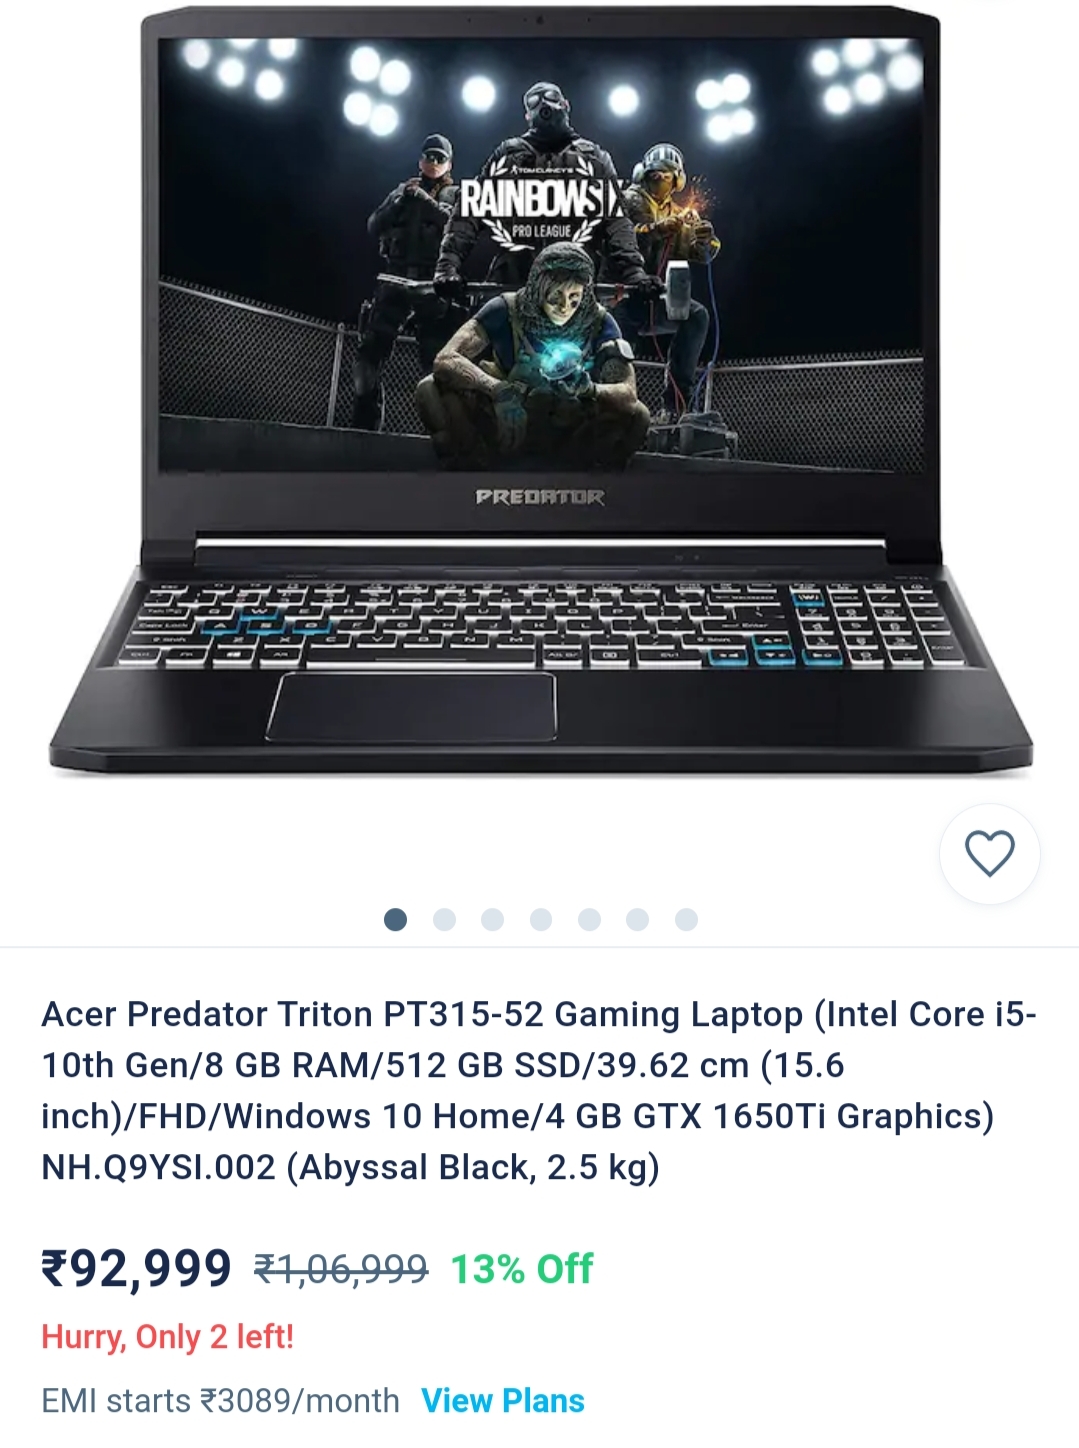 TOM CLANCY'S
RAINBOWSIX
PRO LEAGUE
PREDATOR
Acer Predator Triton PT315-52 Gaming Laptop (Intel Core i5-
10th Gen/8 GB RAM/512 GB SSD/39.62 cm (15.6
inch)/FHD/Windows 10 Home/4 GB GTX 1650Ti Graphics)
NH.Q9YSI.002 (Abyssal Black, 2.5 kg)
₹92,999 ₹1,06,999 13% Off
Hurry, Only 2 left!
EMI starts ₹3089/month View Plans